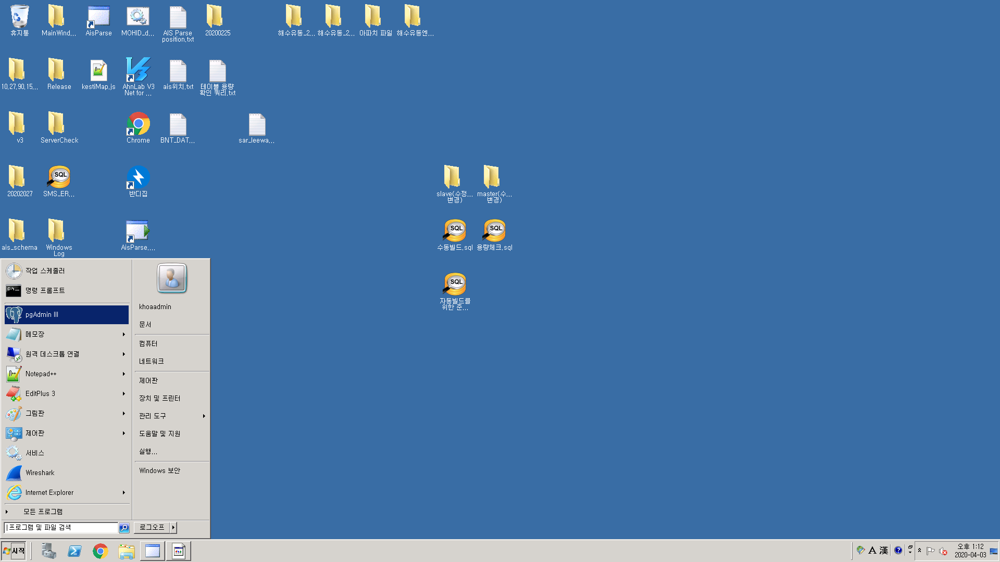 휴지통
MainWind...
AisParse
MOHID_d...
AIS Parse
position.txt
20200225
해수유동_2...
해수유동_2...
아파치 파일
해수유동엔...
10.27.90.15...
Release
kestiMap.js
AhnLab V3
Net for ...
ais위치.txt
테이블 용량
확인 쿼리.txt
v3
ServerCheck
Chrome
BNT_DAT...
sar_leewa...
20202027
SQL
SMS_ER...
반디집
slave(수정...
변경)
master(수...
변경)
ais_schema
Windows
Log
AisParse....
SQL
수동빌드.sql
SQL
용량체크.sql
SQL
자동빌드를
위한 준...
작업 스케줄러
C:\
명령 프롬프트
pgAdmin III
메모장
원격 데스크톱 연결
Notepad++
EditPlus 3
그림판
제어판
서비스
Wireshark
Internet Explorer
모든 프로그램
프로그램 및 파일 검색
khoaadmin
문서
컴퓨터
네트워크
제어판
장치 및 프린터
관리 도구
도움말 및 지원
실행...
Windows 보안
로그오프
시작
A 漢
오후 1:12
2020-04-03